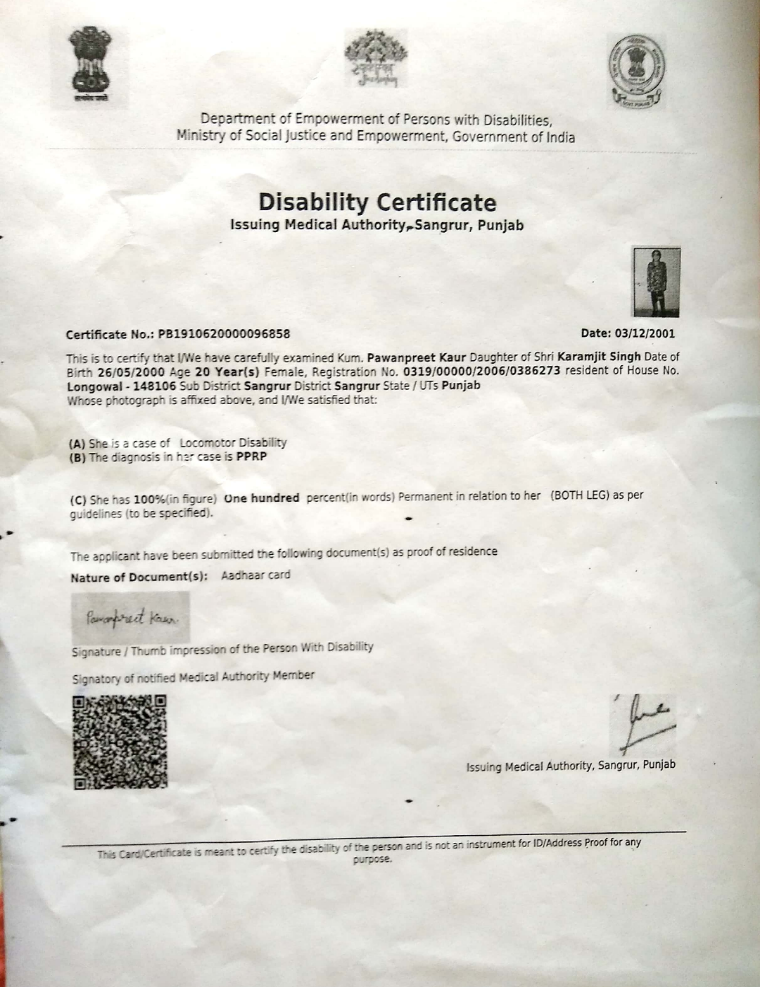 सत्यमेव जयते
Department of Empowerment of Persons with Disabilities,
Ministry of Social Justice and Empowerment, Government of India
Disability Certificate
Issuing Medical Authority, Sangrur, Punjab
Certificate No.: PB1910620000096858
Date: 03/12/2001
This is to certify that I/We have carefully examined Kum. Pawanpreet Kaur Daughter of Shri Karamjit Singh Date of
Birth 26/05/2000 Age 20 Year(s) Female, Registration No. 0319/00000/2006/0386273 resident of House No.
Longowal - 148106 Sub District Sangrur District Sangrur State / UTs Punjab
Whose photograph is affixed above, and I/We satisfied that:
(A) She is a case of Locomotor Disability
(B) The diagnosis in her case is PPRP
(C) She has 100%(in figure) One hundred percent(in words) Permanent in relation to her (BOTH LEG) as per
guidelines (to be specified).
The applicant have been submitted the following document(s) as proof of residence
Nature of Document(s): Aadhaar card
Pawanpreet Kaur
Signature / Thumb impression of the Person With Disability
Signatory of notified Medical Authority Member
Issuing Medical Authority, Sangrur, Punjab
This Card/Certificate is meant to certify the disability of the person and is not an instrument for ID/Address Proof for any
purpose.